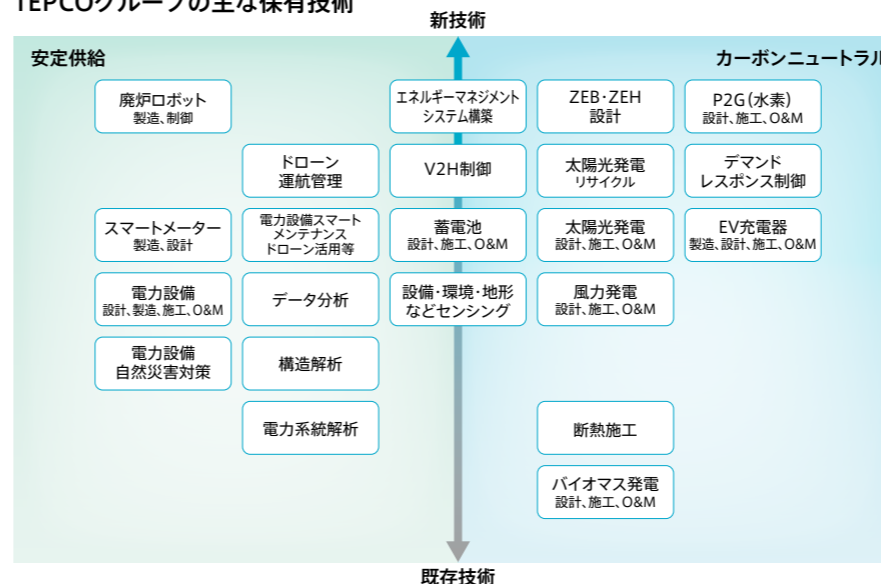 TEPCOグループの主な保有技術
新技術
安定供給
カーボンニュートラル
廃炉ロボット
製造、制御
エネルギーマネジメント
システム構築
ZEB・ZEH
設計
P2G(水素)
設計、施工、O&M
ドローン
運航管理
V2H制御
太陽光発電
リサイクル
デマンド
レスポンス制御
スマートメーター
製造、設計
電力設備スマート
メンテナンス
ドローン活用等
蓄電池
設計、施工、O&M
太陽光発電
設計、施工、O&M
EV充電器
製造、設計、施工、O&M
電力設備
設計、製造、施工、O&M
データ分析
設備・環境・地形
などセンシング
風力発電
設計、施工、O&M
電力設備
自然災害対策
構造解析
電力系統解析
断熱施工
バイオマス発電
設計、施工、O&M
既存技術